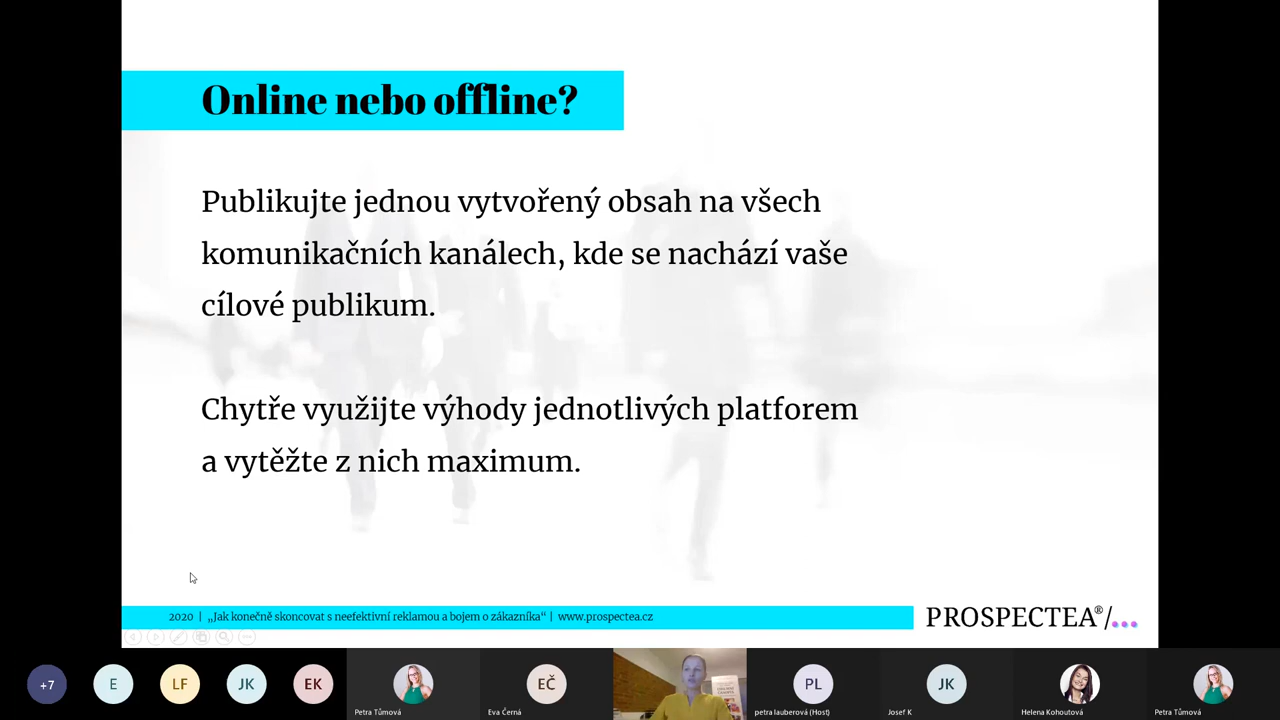 Online nebo offline?
Publikujte jednou vytvořený obsah na všech
komunikačních kanálech, kde se nachází vaše
cílové publikum.
Chytře využijte výhody jednotlivých platforem
a vytěžte z nich maximum.
2020 | „Jak konečně skoncovat s neefektivní reklamou a bojem o zákazníka“ | www.prospectea.cz
PROSPECTEA®/...
+7
E
LF
JK
EK
Petra Tůmová
EČ
Eva Černá
PL
petra lauberová (Host)
JK
Josef K
Helena Kohoutová
Petra Tůmová